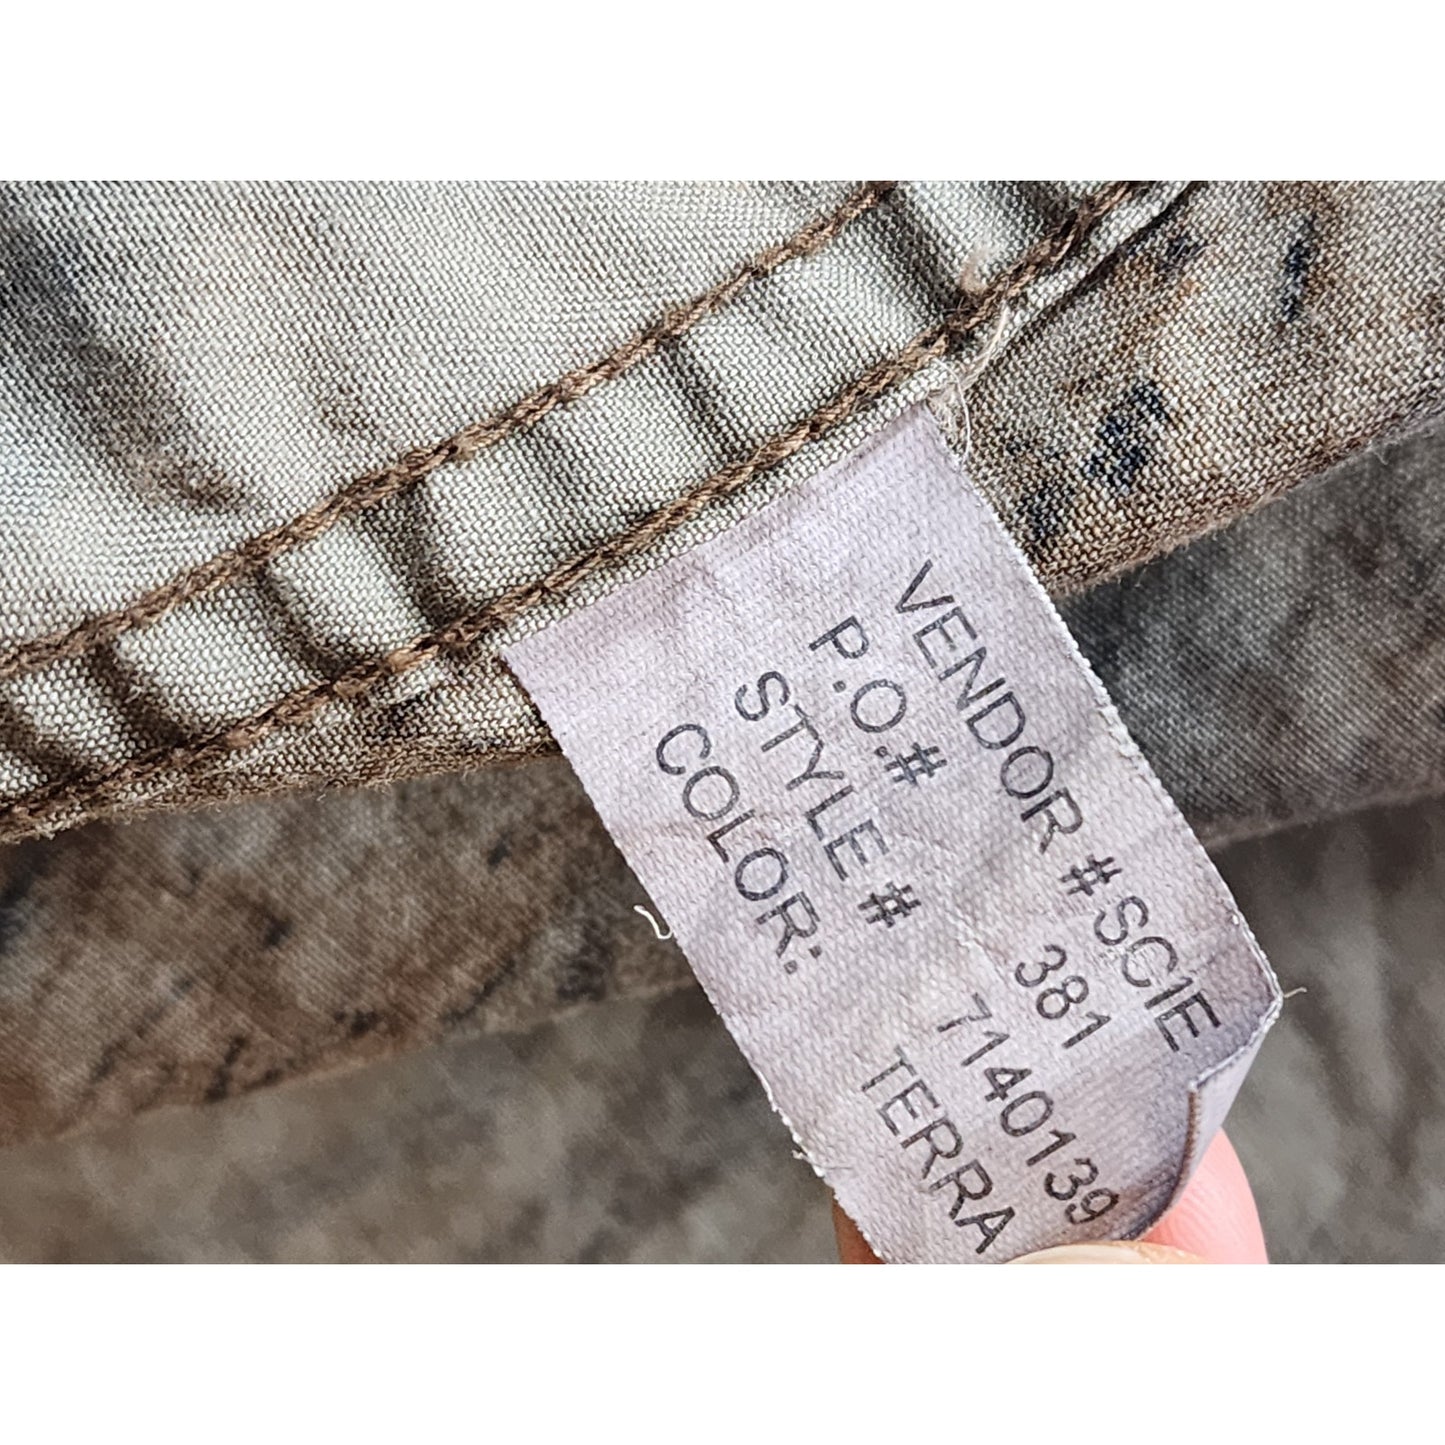 VENDOR #SCIE
P.O.# 381
STYLE # 7140139
COLOR: TERRA